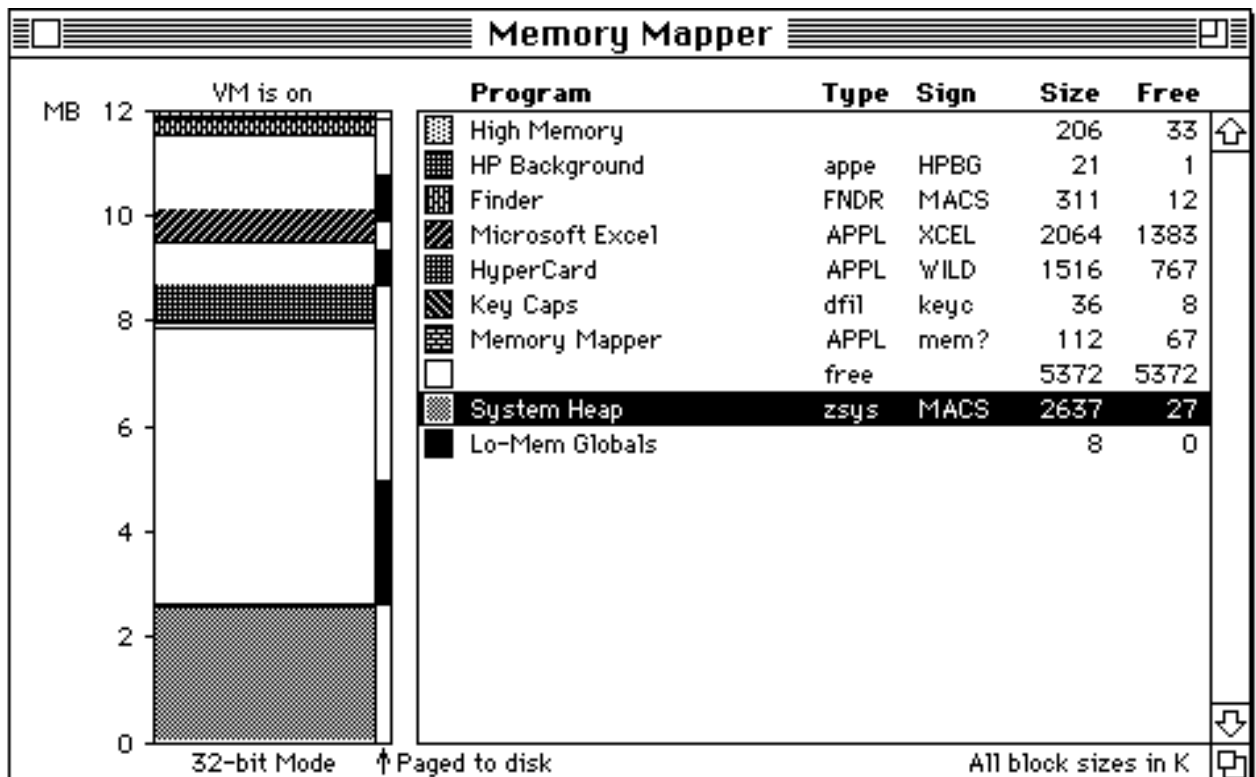 Memory Mapper
VM is on
MB 12
10
8
6
4
2
0
32-bit Mode
Paged to disk
Program Type Sign Size Free
High Memory 206 33
HP Background appe HPBG 21 1
Finder FNDR MACS 311 12
Microsoft Excel APPL XCEL 2064 1383
HyperCard APPL WILD 1516 767
Key Caps dfil keyc 36 8
Memory Mapper APPL mem? 112 67
free 5372 5372
System Heap zsys MACS 2637 27
Lo-Mem Globals 8 0
All block sizes in K